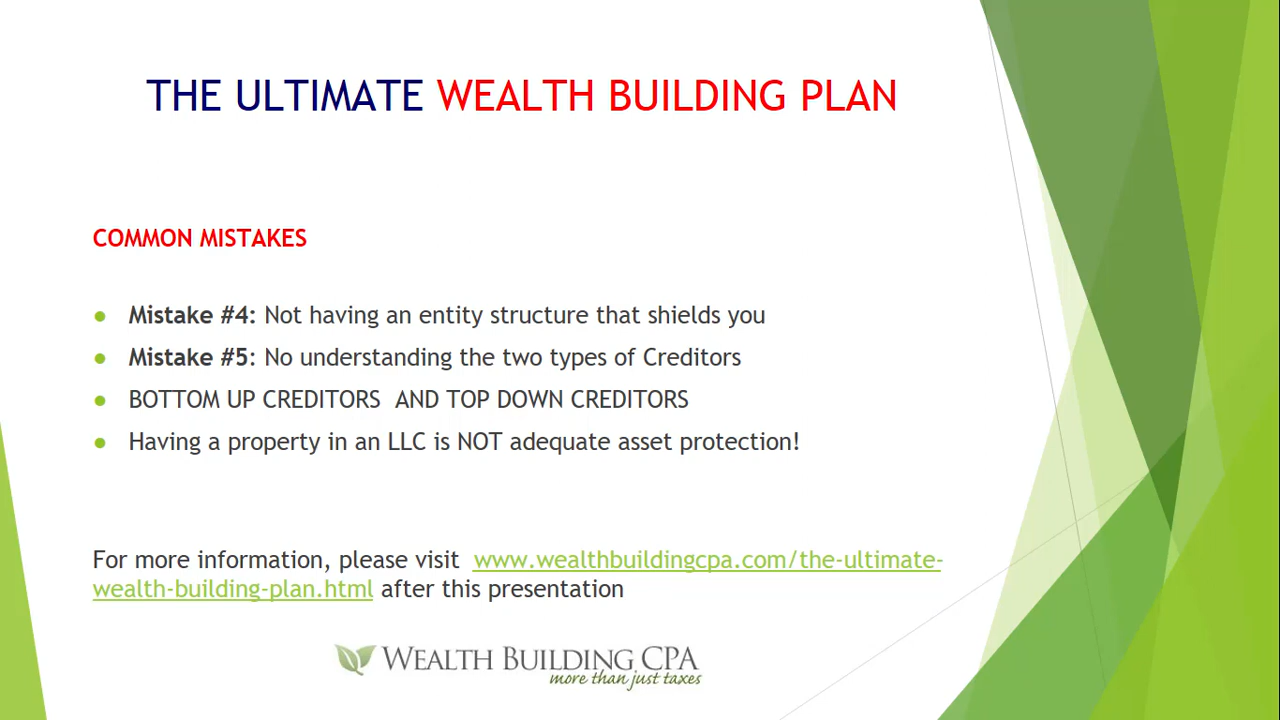 THE ULTIMATE WEALTH BUILDING PLAN
COMMON MISTAKES
Mistake #4: Not having an entity structure that shields you
Mistake #5: No understanding the two types of Creditors
BOTTOM UP CREDITORS AND TOP DOWN CREDITORS
Having a property in an LLC is NOT adequate asset protection!
For more information, please visit www.wealthbuildingcpa.com/the-ultimate-
wealth-building-plan.html after this presentation
WEALTH BUILDING CPA
more than just taxes